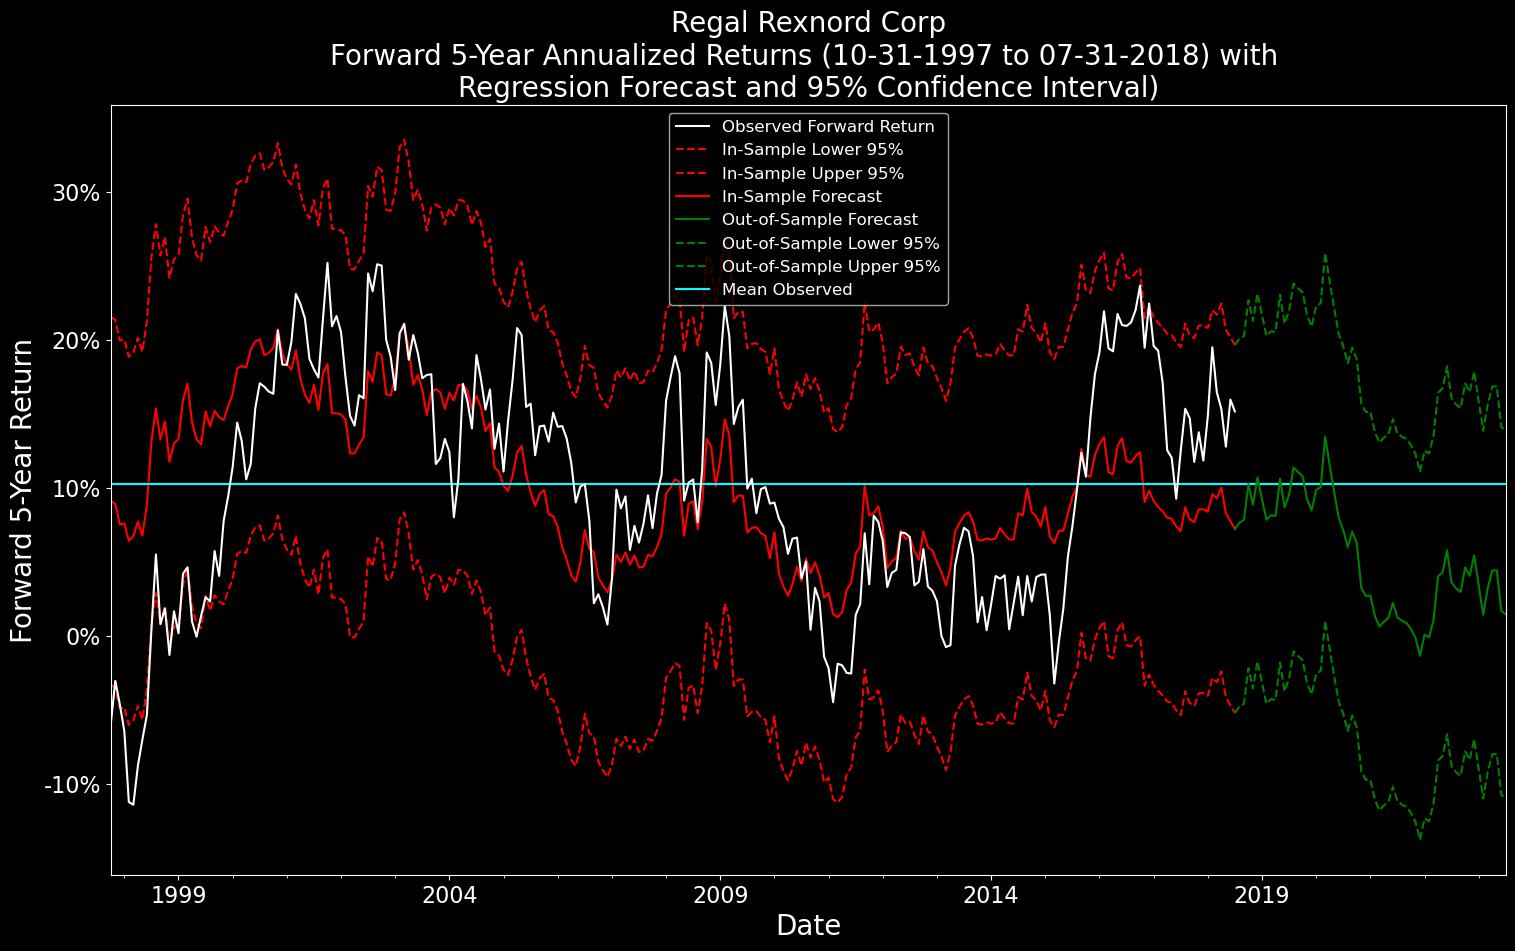 Regal Rexnord Corp
Forward 5-Year Annualized Returns (10-31-1997 to 07-31-2018) with
Regression Forecast and 95% Confidence Interval)
Observed Forward Return
In-Sample Lower 95%
In-Sample Upper 95%
In-Sample Forecast
Out-of-Sample Forecast
Out-of-Sample Lower 95%
Out-of-Sample Upper 95%
Mean Observed
Forward 5-Year Return
30%
20%
10%
0%
-10%
1999
2004
2009
2014
2019
Date